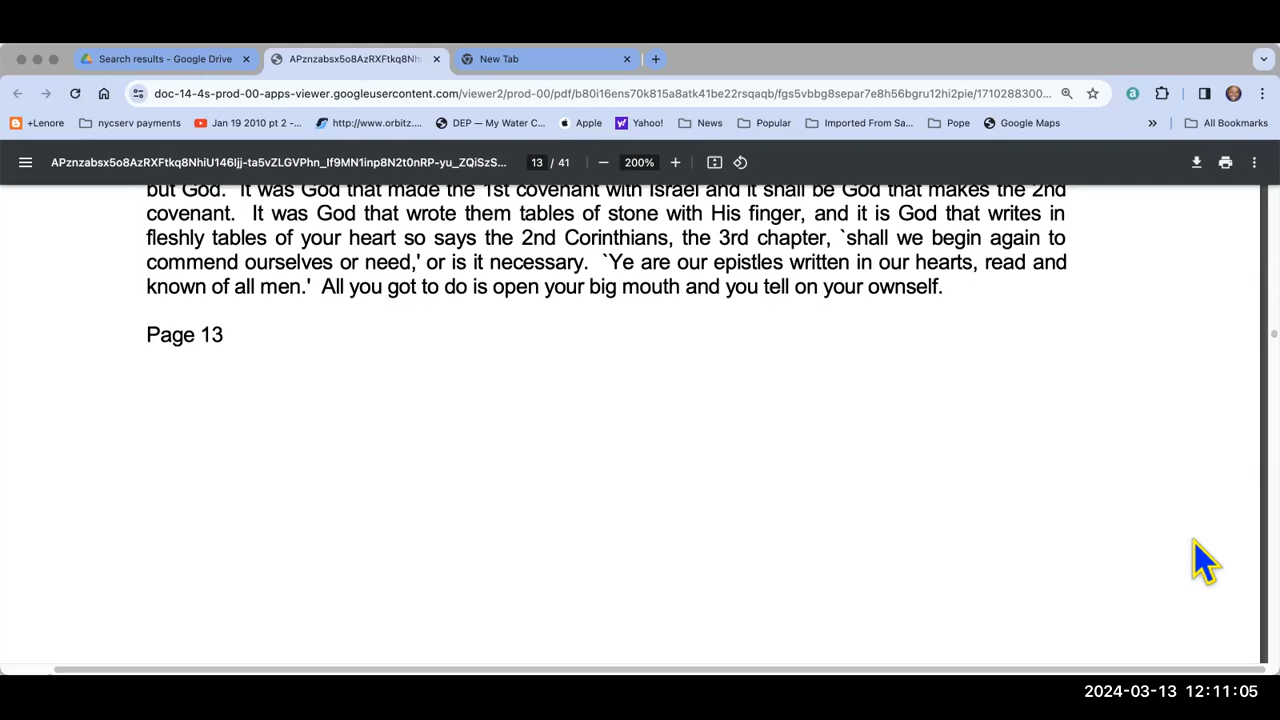 Search results - Google Drive
APznzabsx5o8AzRXFtkq8Nh
New Tab
doc-14-4s-prod-00-apps-viewer.googleusercontent.com/viewer2/prod-00/pdf/b80i16ens70k815a8atk41be22rsqaqb/fgs5vbbg8separ7e8h56bgru12hi2pie/1710288300...
+Lenore
nycserv payments
Jan 19 2010 pt 2 -...
http://www.orbitz....
DEP — My Water C...
Apple
Yahoo!
News
Popular
Imported From Sa...
Pope
Google Maps
All Bookmarks
APznzabsx5o8AzRXFtkq8NhiU146Ijj-ta5vZLGVPhn_If9MN1inp8N2t0nRP-yu_ZQiSzS...
13 / 41
200%
but God. It was God that made the 1st covenant with Israel and it shall be God that makes the 2nd
covenant. It was God that wrote them tables of stone with His finger, and it is God that writes in
fleshly tables of your heart so says the 2nd Corinthians, the 3rd chapter, `shall we begin again to
commend ourselves or need,' or is it necessary. `Ye are our epistles written in our hearts, read and
known of all men.' All you got to do is open your big mouth and you tell on your ownself.
Page 13
2024-03-13 12:11:05